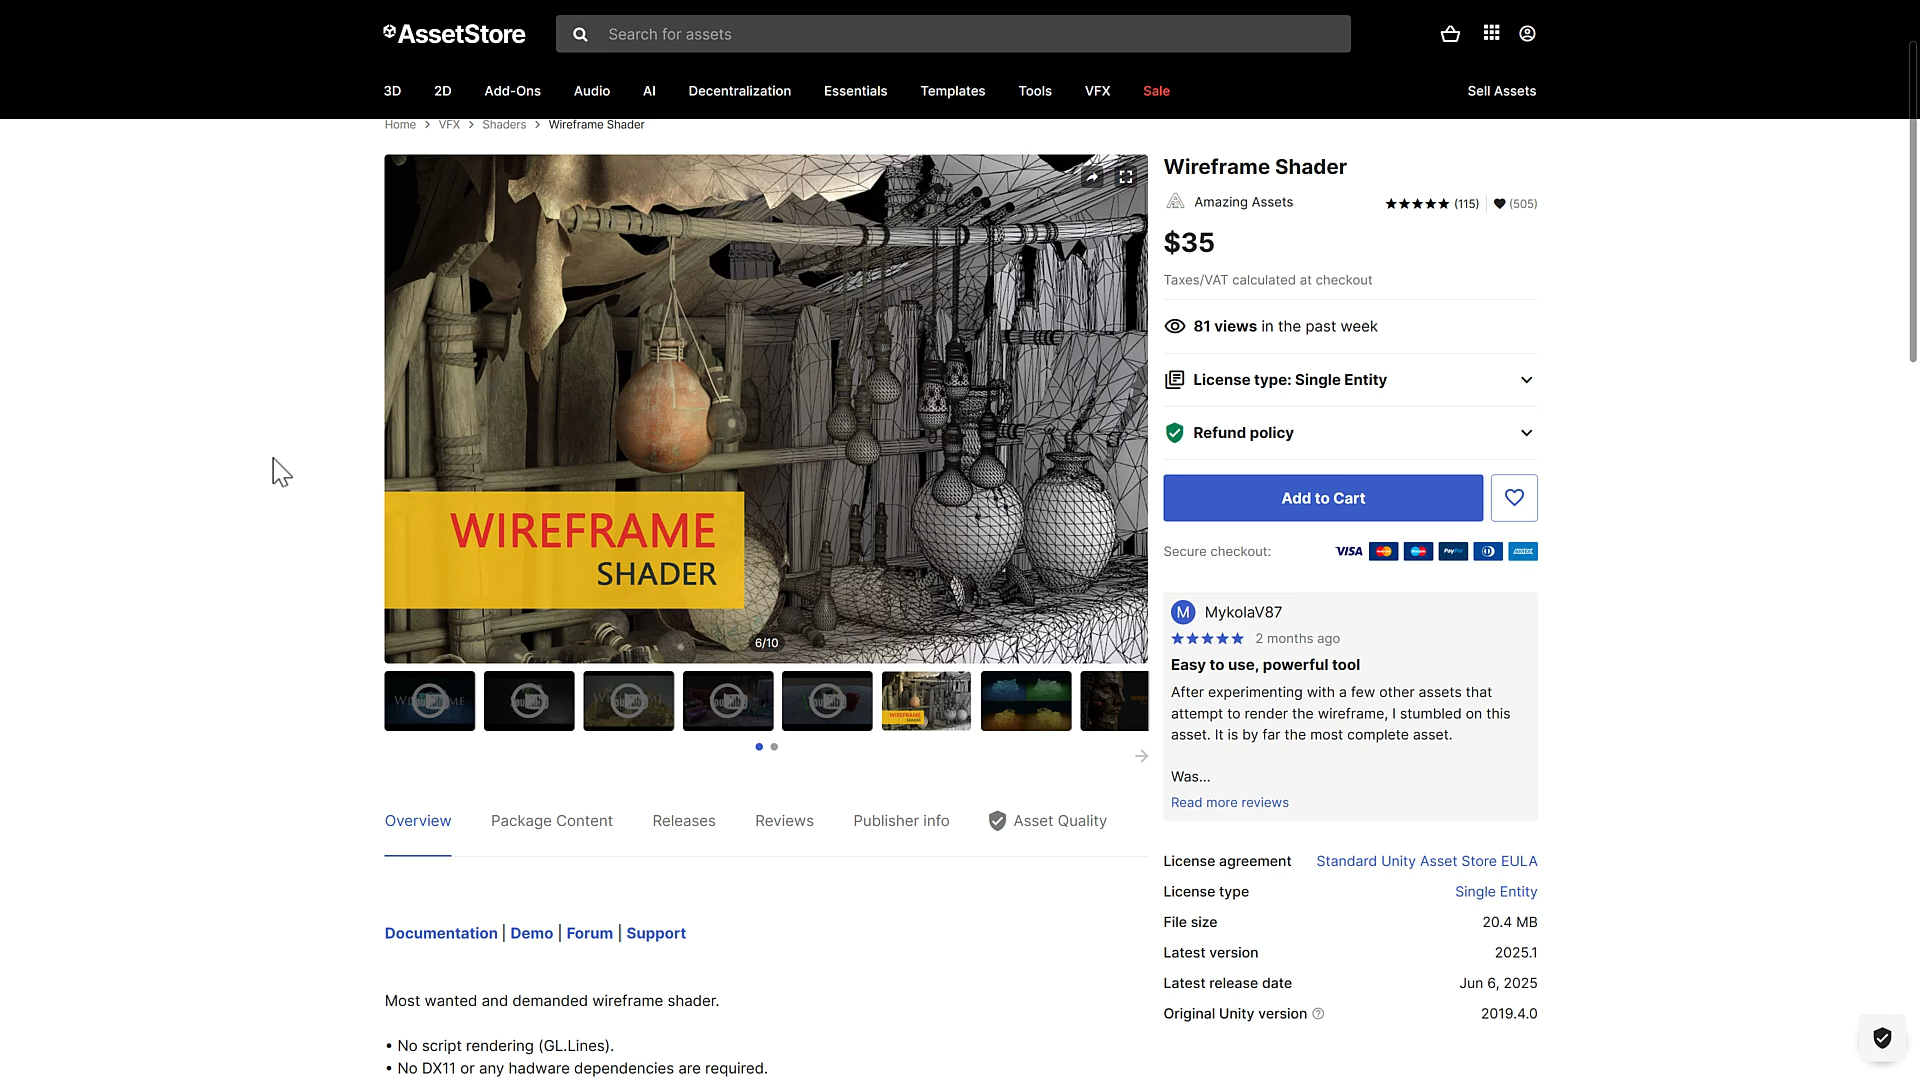 AssetStore
Search for assets
3D 2D Add-Ons Audio AI Decentralization Essentials Templates Tools VFX Sale Sell Assets
Home > VFX > Shaders > Wireframe Shader
WIREFRAME
SHADER
6/10
Overview Package Content Releases Reviews Publisher info Asset Quality
Documentation | Demo | Forum | Support
Most wanted and demanded wireframe shader.
• No script rendering (GL.Lines).
• No DX11 or any hadware dependencies are required.
Wireframe Shader
Amazing Assets ★★★★★ (115) | (505)
$35
Taxes/VAT calculated at checkout
81 views in the past week
License type: Single Entity
Refund policy
Add to Cart
Secure checkout: VISA PayPal AMEX
M MykolaV87
★★★★★ 2 months ago
Easy to use, powerful tool
After experimenting with a few other assets that
attempt to render the wireframe, I stumbled on this
asset. It is by far the most complete asset.
Was...
Read more reviews
License agreement Standard Unity Asset Store EULA
License type Single Entity
File size 20.4 MB
Latest version 2025.1
Latest release date Jun 6, 2025
Original Unity version 2019.4.0